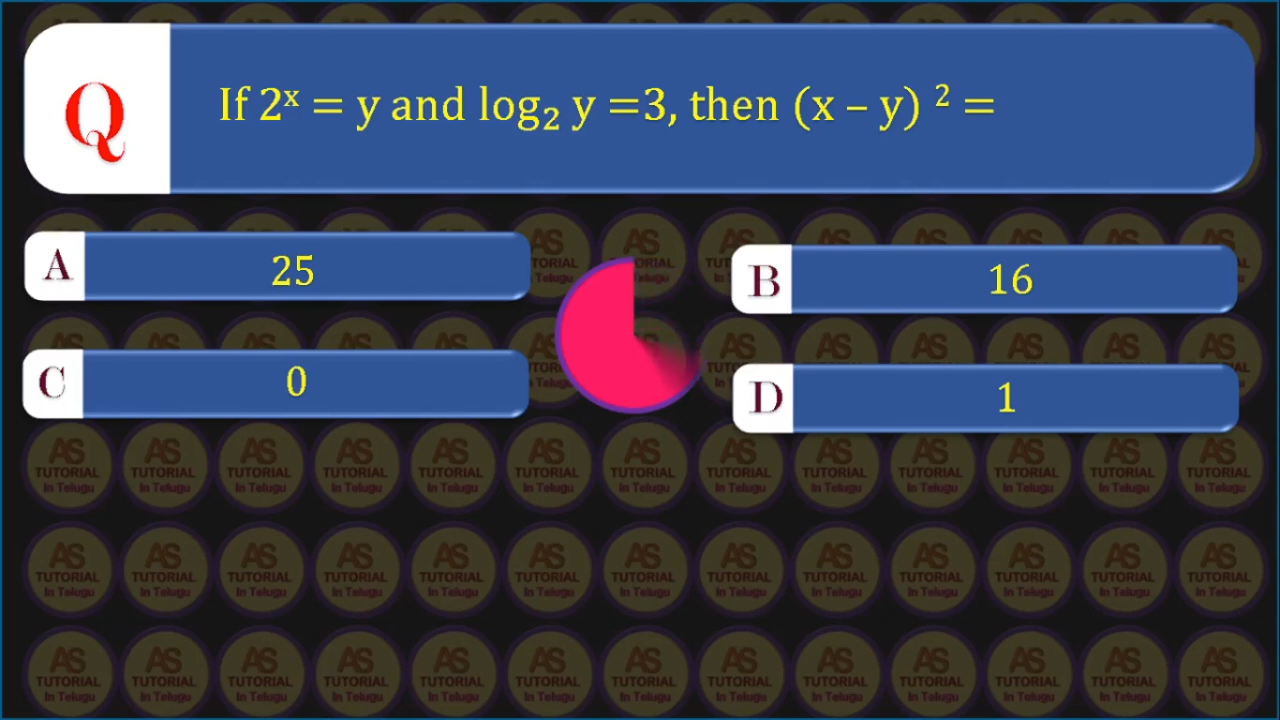 Q
If 2ˣ = y and log₂ y =3, then (x – y) ² =
A 25
B 16
C 0
D 1
AS
TUTORIAL
In Telugu